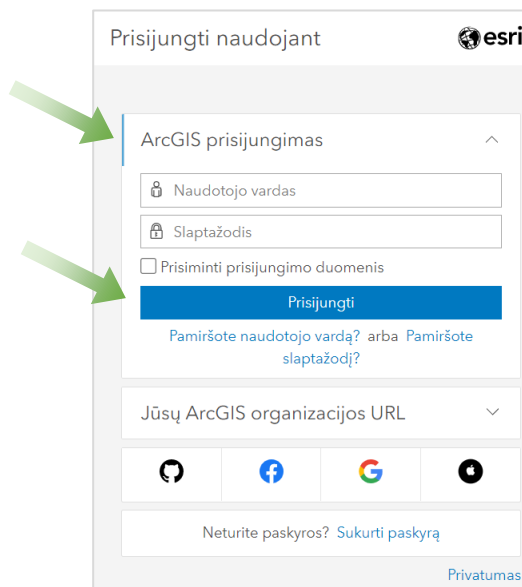 Prisijungti naudojant
esri
ArcGIS prisijungimas
Naudotojo vardas
Slaptažodis
Prisiminti prisijungimo duomenis
Prisijungti
Pamiršote naudotojo vardą? arba Pamiršote
slaptažodį?
Jūsų ArcGIS organizacijos URL
Neturite paskyros? Sukurti paskyrą
Privatumas